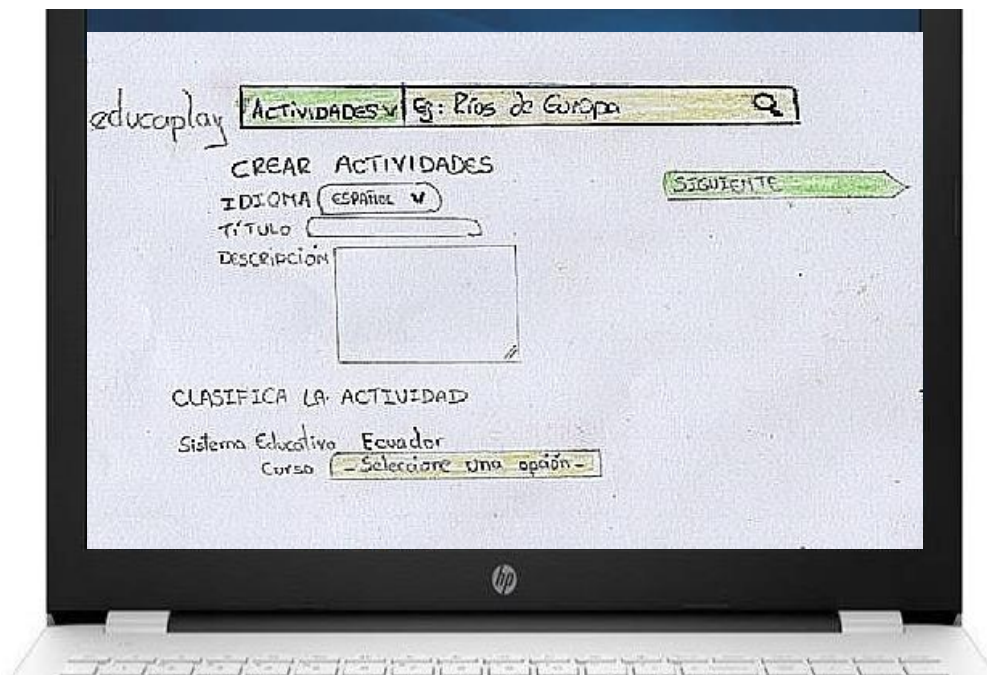 educaplay ACTIVIDADES Ej: Ríos de Europa
CREAR ACTIVIDADES
SIGUIENTE
IDIOMA ESPAÑOL
TÍTULO
DESCRIPCIÓN
CLASIFICA LA ACTIVIDAD
Sistema Educativo Ecuador
Curso -Seleccione una opción-
hp